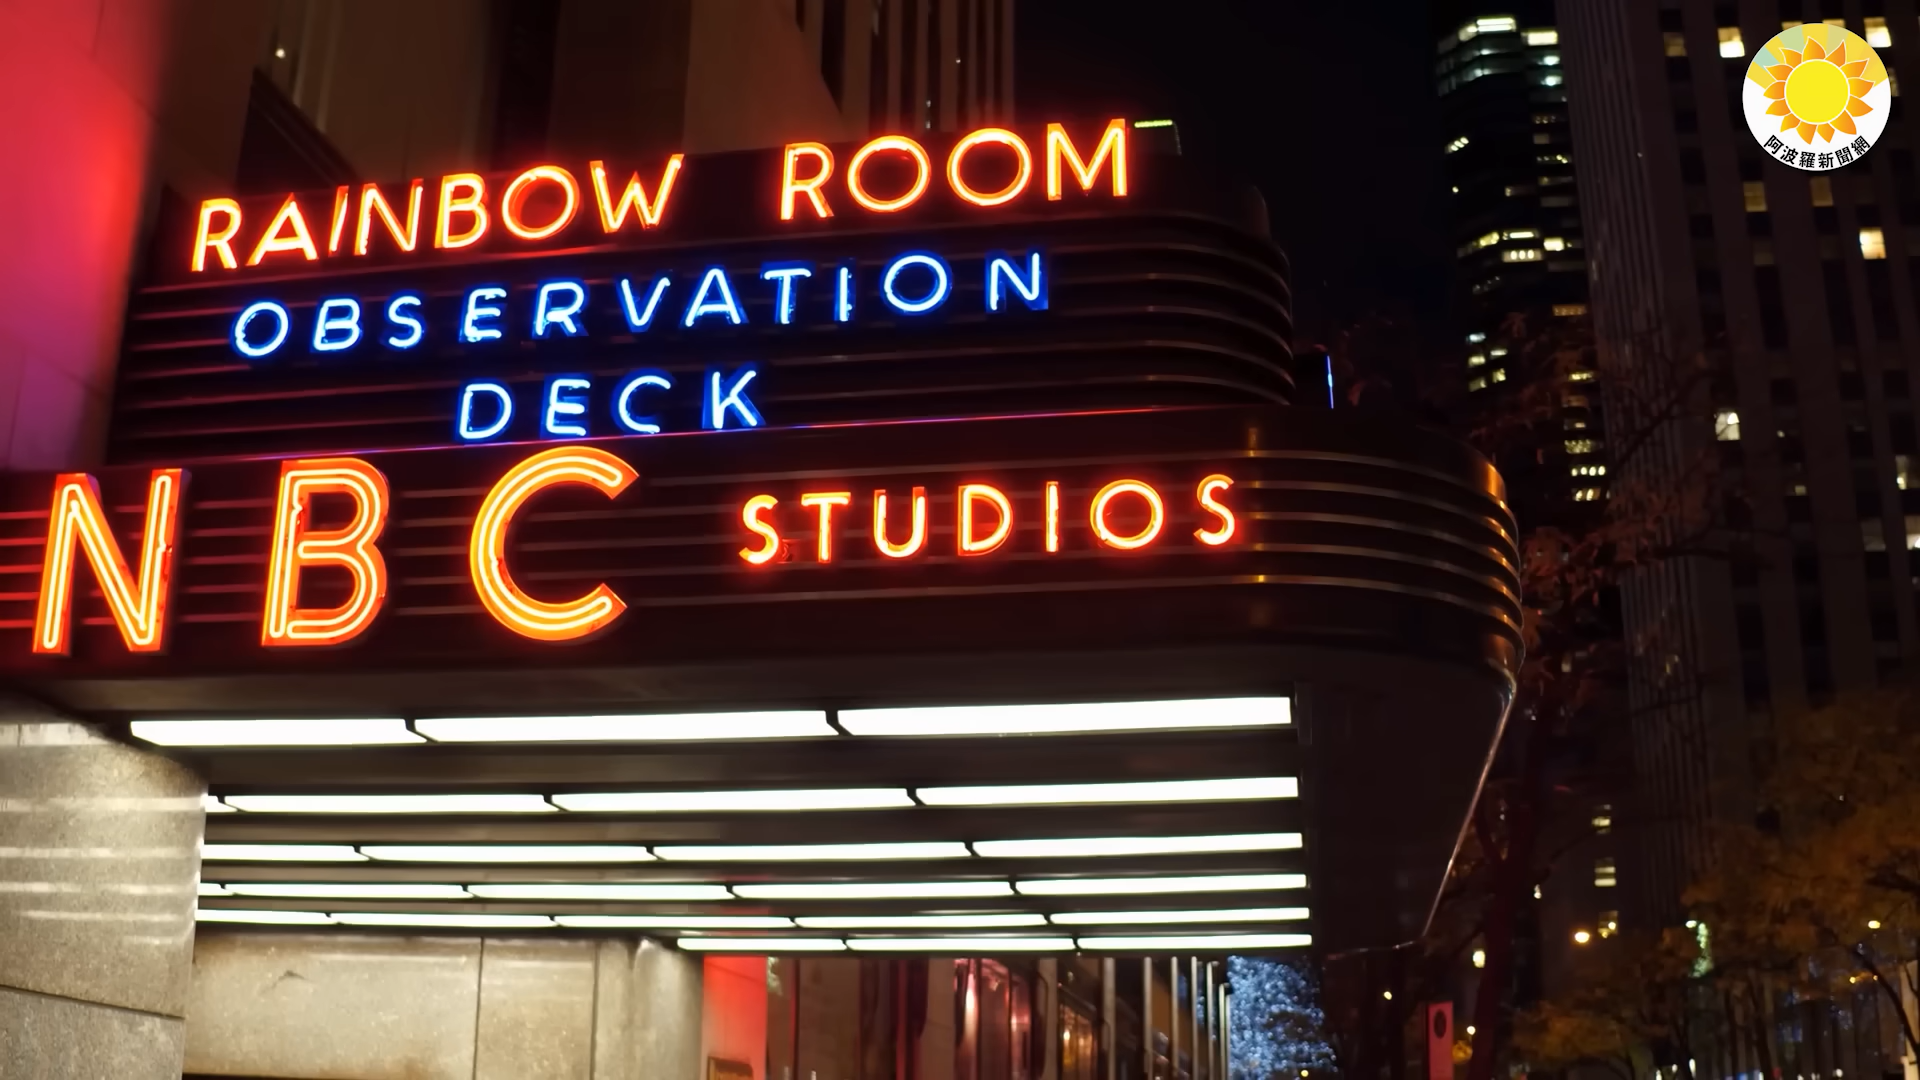 RAINBOW ROOM
OBSERVATION
DECK
NBC STUDIOS
阿波羅新聞網